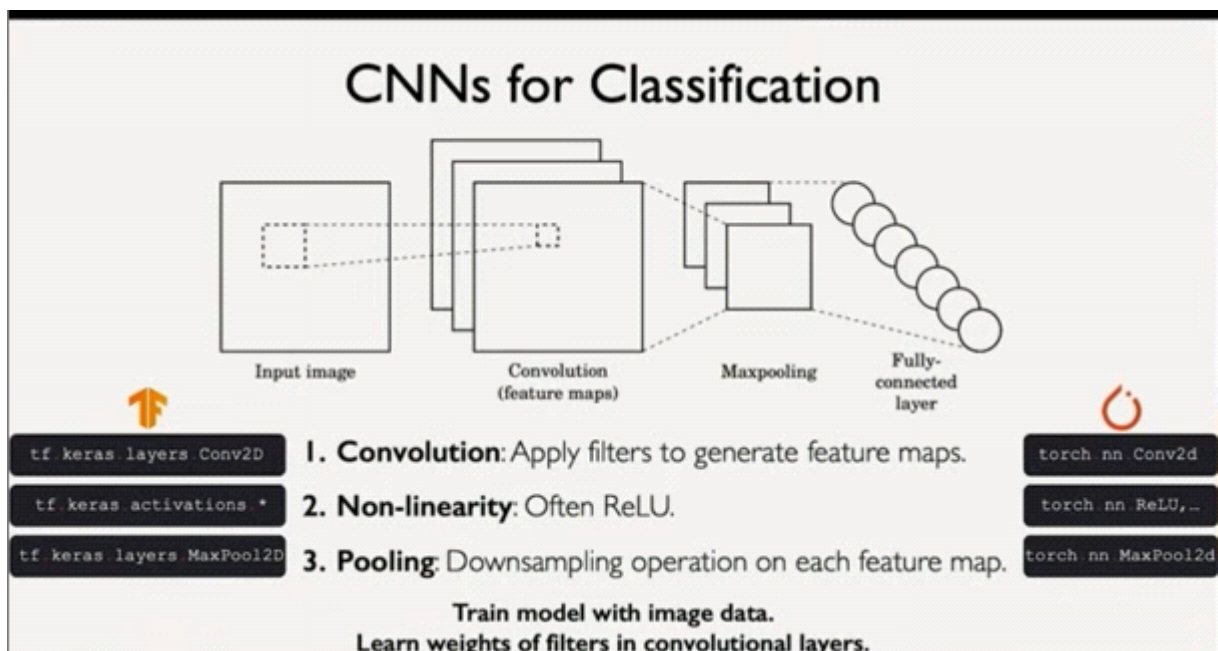 CNNs for Classification
Input image
Convolution
(feature maps)
Maxpooling
Fully-
connected
layer
tf.keras.layers.Conv2D
1. Convolution: Apply filters to generate feature maps.
torch.nn.Conv2d
tf.keras.activations.*
2. Non-linearity: Often ReLU.
torch.nn.ReLU,…
tf.keras.layers.MaxPool2D
3. Pooling: Downsampling operation on each feature map.
torch.nn.MaxPool2d
Train model with image data.
Learn weights of filters in convolutional layers.